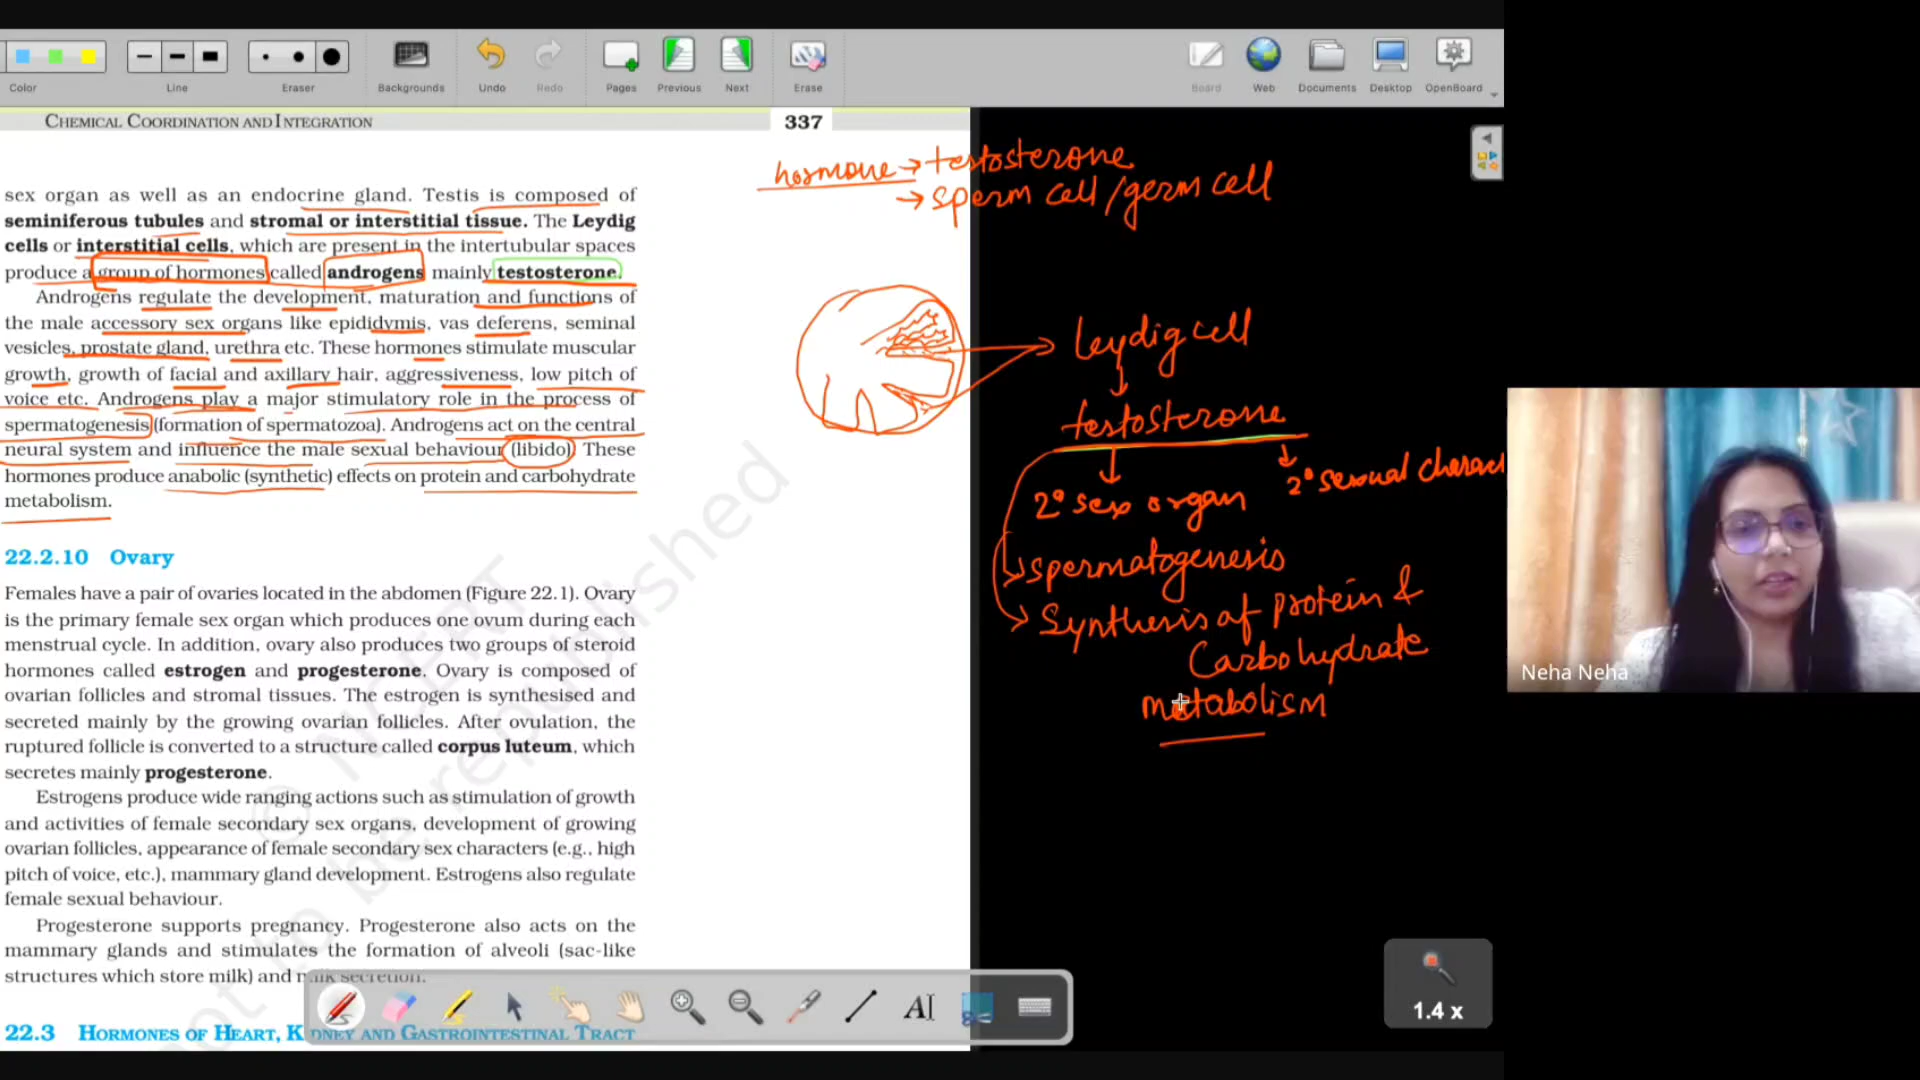 Color
Line
Eraser
Backgrounds
Undo
Redo
Pages
Previous
Next
Erase
Board
Web
Documents
Desktop
OpenBoard
CHEMICAL COORDINATION AND INTEGRATION
337
sex organ as well as an endocrine gland. Testis is composed of
seminiferous tubules and stromal or interstitial tissue. The Leydig
cells or interstitial cells, which are present in the intertubular spaces
produce a group of hormones called androgens mainly testosterone.
Androgens regulate the development, maturation and functions of
the male accessory sex organs like epididymis, vas deferens, seminal
vesicles, prostate gland, urethra etc. These hormones stimulate muscular
growth, growth of facial and axillary hair, aggressiveness, low pitch of
voice etc. Androgens play a major stimulatory role in the process of
spermatogenesis (formation of spermatozoa). Androgens act on the central
neural system and influence the male sexual behaviour (libido). These
hormones produce anabolic (synthetic) effects on protein and carbohydrate
metabolism.
22.2.10 Ovary
Females have a pair of ovaries located in the abdomen (Figure 22.1). Ovary
is the primary female sex organ which produces one ovum during each
menstrual cycle. In addition, ovary also produces two groups of steroid
hormones called estrogen and progesterone. Ovary is composed of
ovarian follicles and stromal tissues. The estrogen is synthesised and
secreted mainly by the growing ovarian follicles. After ovulation, the
ruptured follicle is converted to a structure called corpus luteum, which
secretes mainly progesterone.
Estrogens produce wide ranging actions such as stimulation of growth
and activities of female secondary sex organs, development of growing
ovarian follicles, appearance of female secondary sex characters (e.g., high
pitch of voice, etc.), mammary gland development. Estrogens also regulate
female sexual behaviour.
Progesterone supports pregnancy. Progesterone also acts on the
mammary glands and stimulates the formation of alveoli (sac-like
structures which store milk) and milk secretion.
22.3 HORMONES OF HEART, KIDNEY AND GASTROINTESTINAL TRACT
© NCERT
not to be republished
hormone → testosterone
→ sperm cell/germ cell
leydig cell
testosterone
2° sex organ
2° sexual charac
spermatogenesis
Synthesis of protein &
Carbohydrate
metabolism
Neha Neha
1.4 x